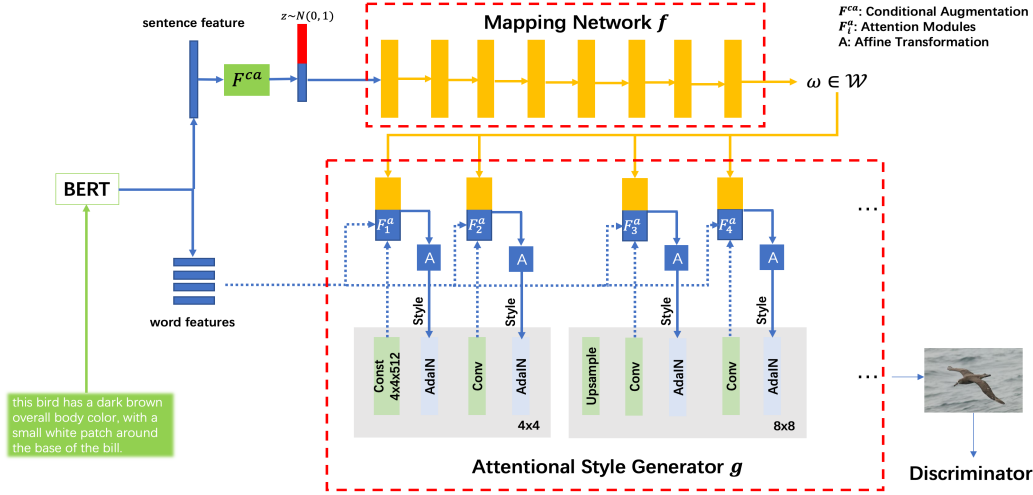 sentence feature
z~N(0,1)
Mapping Network f
F^ca: Conditional Augmentation
F_i^a: Attention Modules
A: Affine Transformation
F^ca
ω ∈ 𝒲
BERT
F_1^a
F_2^a
F_3^a
F_4^a
...
A
A
A
A
word features
Style
Style
Style
Style
Const
4x4x512
AdaIN
Conv
AdaIN
Upsample
Conv
AdaIN
Conv
AdaIN
...
4x4
8x8
this bird has a dark brown
overall body color, with a
small white patch around
the base of the bill.
Attentional Style Generator g
Discriminator